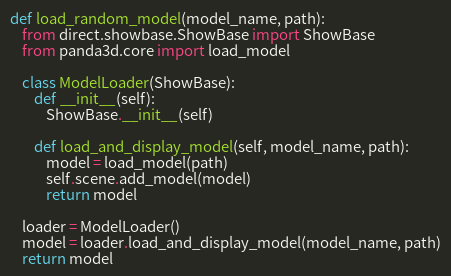 def load_random_model(model_name, path):
from direct.showbase.ShowBase import ShowBase
from panda3d.core import load_model
class ModelLoader(ShowBase):
def __init__(self):
ShowBase.__init__(self)
def load_and_display_model(self, model_name, path):
model = load_model(path)
self.scene.add_model(model)
return model
loader = ModelLoader()
model = loader.load_and_display_model(model_name, path)
return model